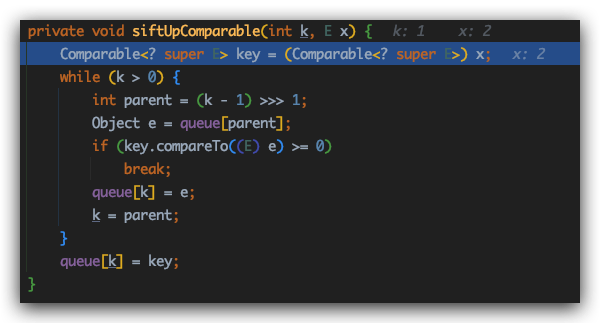 private void siftUpComparable(int k, E x) { k: 1 x: 2
Comparable<? super E> key = (Comparable<? super E>) x; x: 2
while (k > 0) {
int parent = (k - 1) >>> 1;
Object e = queue[parent];
if (key.compareTo((E) e) >= 0)
break;
queue[k] = e;
k = parent;
}
queue[k] = key;
}